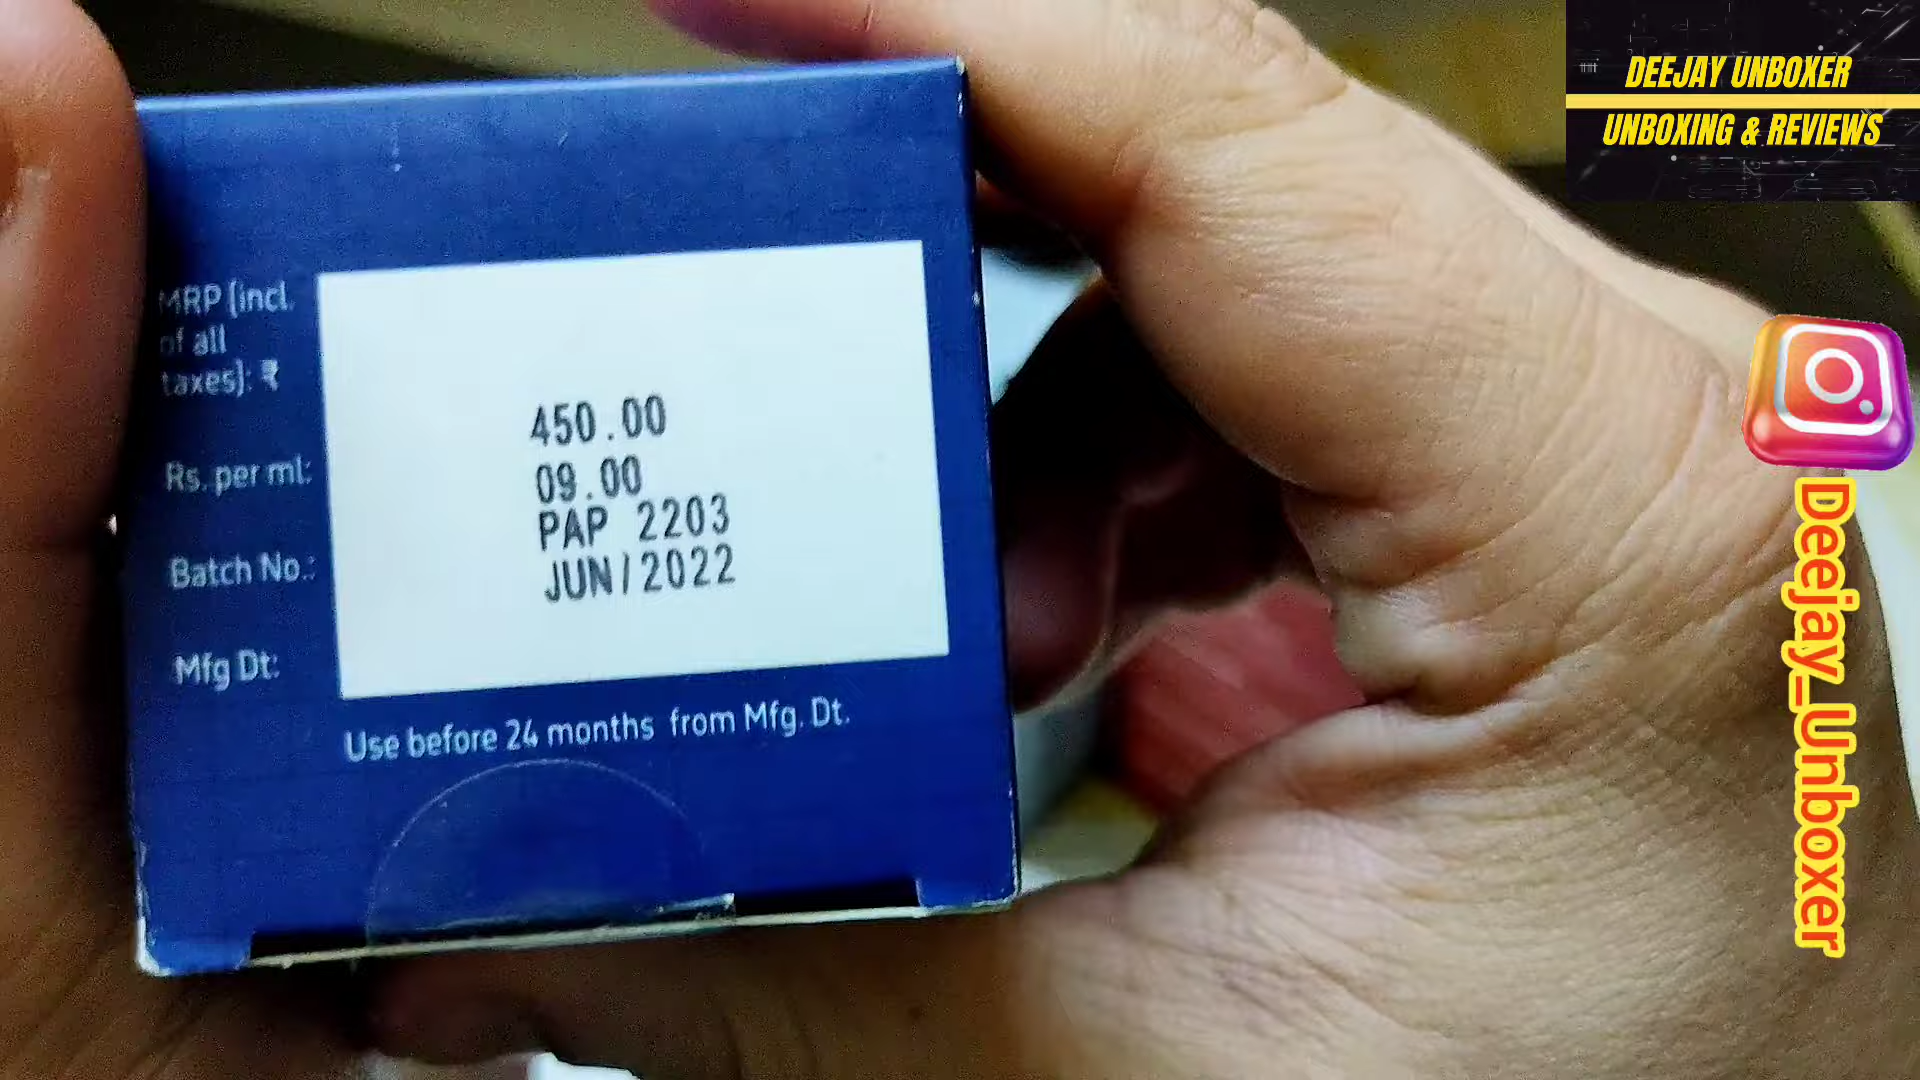 DEEJAY UNBOXER
UNBOXING & REVIEWS
MRP (incl.
of all
taxes): ₹
450.00
Rs. per ml:
09.00
PAP 2203
Batch No.:
JUN/2022
Mfg Dt:
Use before 24 months from Mfg. Dt.
Deejay_Unboxer